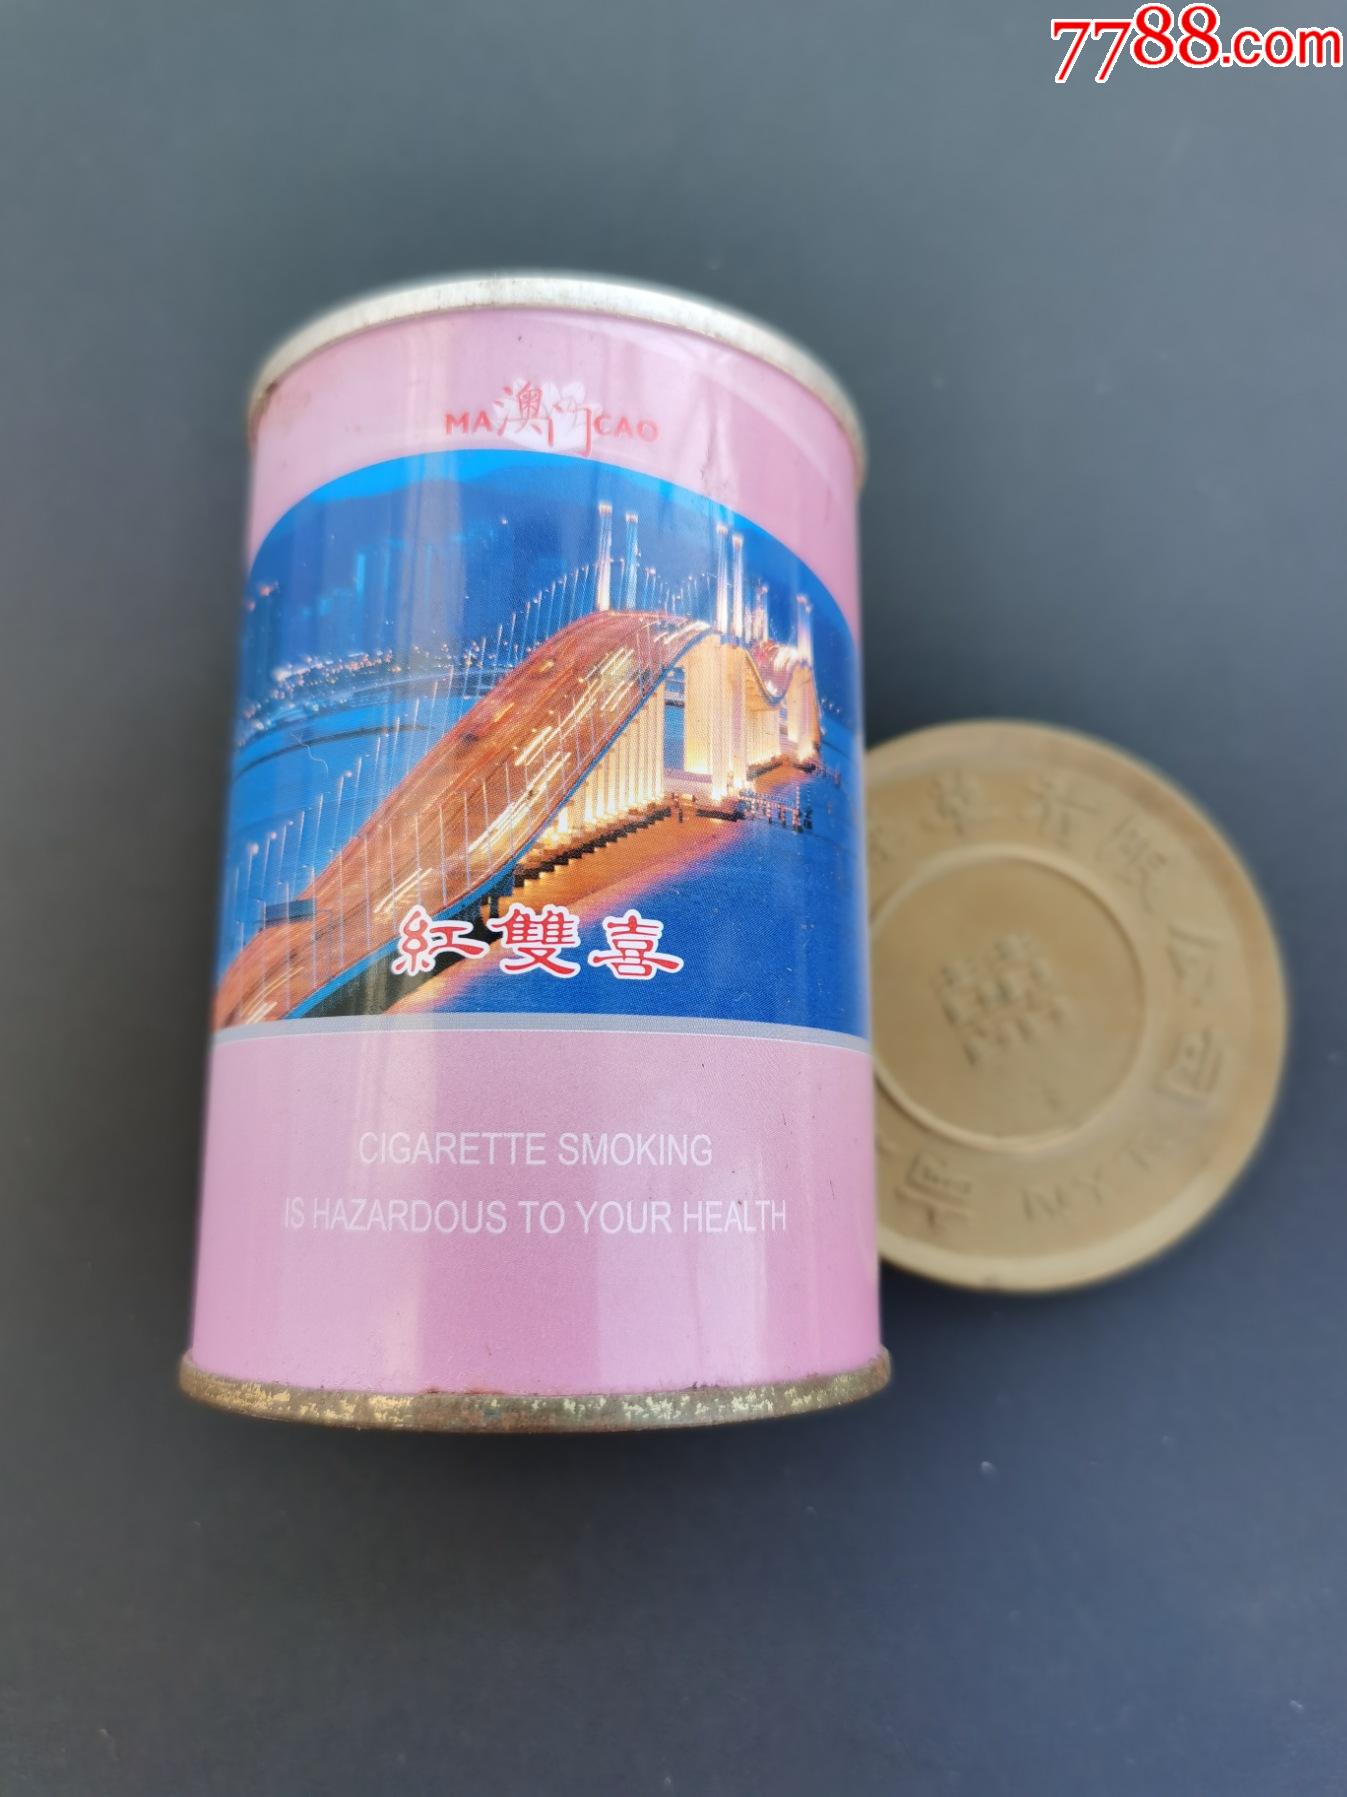 7788.com
MA澳门CAO
紅雙喜
CIGARETTE SMOKING
IS HAZARDOUS TO YOUR HEALTH